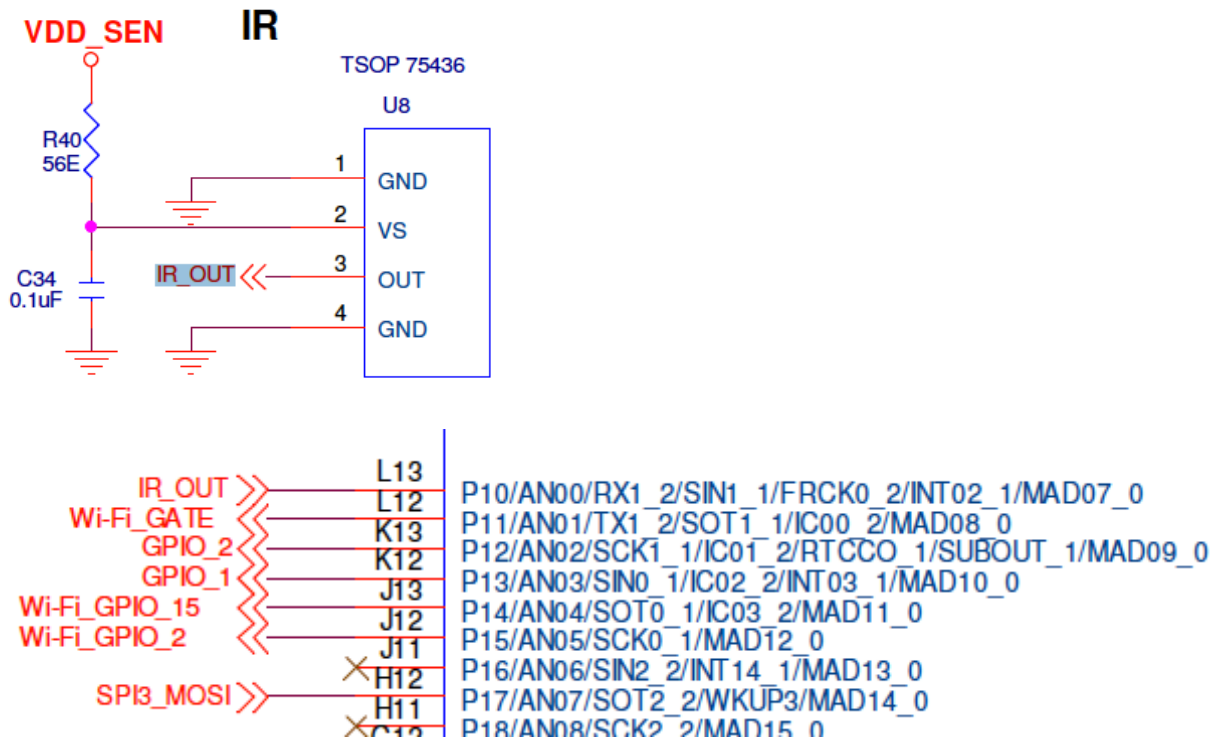 IR
VDD_SEN
TSOP 75436
U8
R40
56E
1
GND
2
VS
C34
0.1uF
IR_OUT
3
OUT
4
GND
IR_OUT
L13
P10/AN00/RX1_2/SIN1_1/FRCK0_2/INT02_1/MAD07_0
Wi-Fi_GATE
L12
P11/AN01/TX1_2/SOT1_1/IC00_2/MAD08_0
GPIO_2
K13
P12/AN02/SCK1_1/IC01_2/RTCCO_1/SUBOUT_1/MAD09_0
GPIO_1
K12
P13/AN03/SIN0_1/IC02_2/INT03_1/MAD10_0
Wi-Fi_GPIO_15
J13
P14/AN04/SOT0_1/IC03_2/MAD11_0
Wi-Fi_GPIO_2
J12
P15/AN05/SCK0_1/MAD12_0
J11
P16/AN06/SIN2_2/INT14_1/MAD13_0
SPI3_MOSI
H12
P17/AN07/SOT2_2/WKUP3/MAD14_0
H11
P18/AN08/SCK2_2/MAD15_0